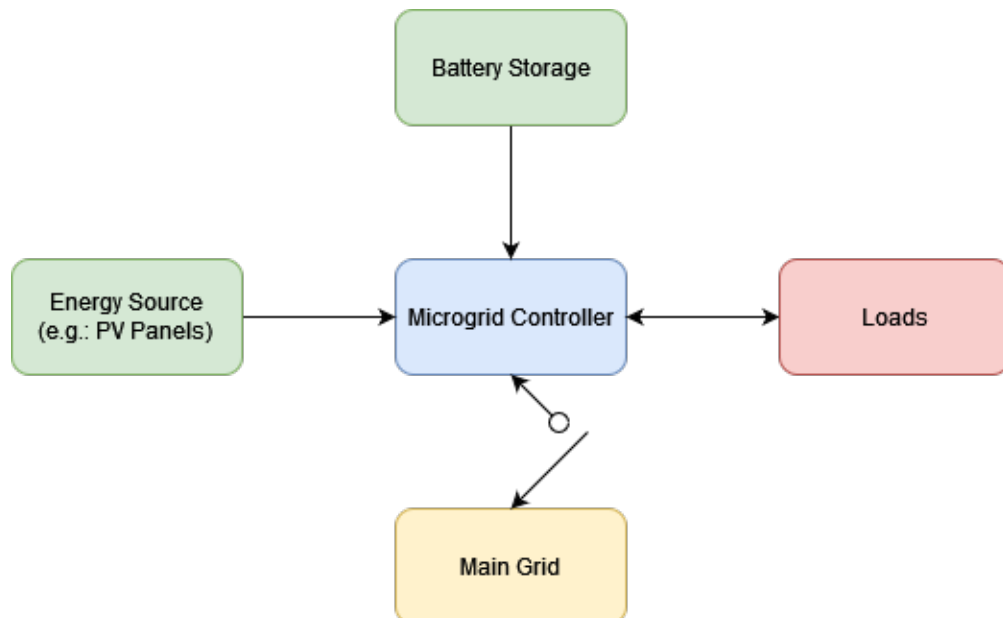 Battery Storage
Energy Source
(e.g.: PV Panels)
Microgrid Controller
Loads
Main Grid